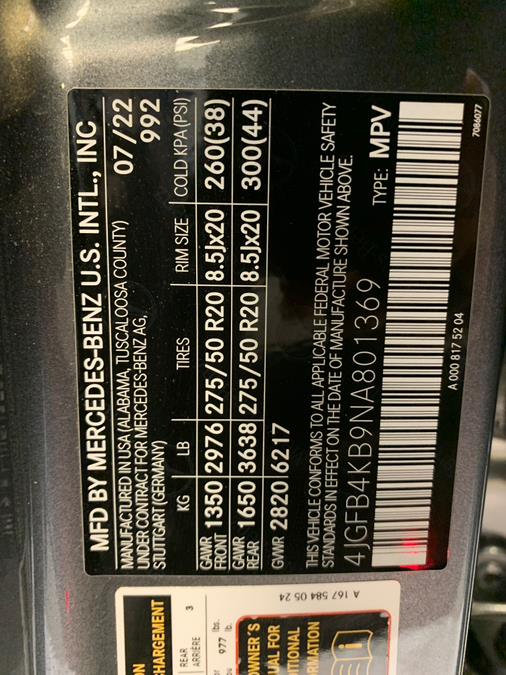 MFD BY MERCEDES-BENZ U.S. INTL., INC
MANUFACTURED IN USA (ALABAMA, TUSCALOOSA COUNTY) 07/22
UNDER CONTRACT FOR MERCEDES-BENZ AG, 992
STUTTGART (GERMANY)
KG LB TIRES RIM SIZE COLD KPA (PSI)
GAWR FRONT 1350 2976 275/50 R20 8.5Jx20 260(38)
GAWR REAR 1650 3638 275/50 R20 8.5Jx20 300(44)
GVWR 2820 6217
THIS VEHICLE CONFORMS TO ALL APPLICABLE FEDERAL MOTOR VEHICLE SAFETY
STANDARDS IN EFFECT ON THE DATE OF MANUFACTURE SHOWN ABOVE.
4JGFB4KB9NA801369 TYPE: MPV
A 000 817 52 04
7086077
ON
CHARGEMENT
REAR
ARRIÈRE 3
977 lbs.
lb.
OWNER'S
UAL FOR
ITIONAL
ORMATION
A 167 584 05 24